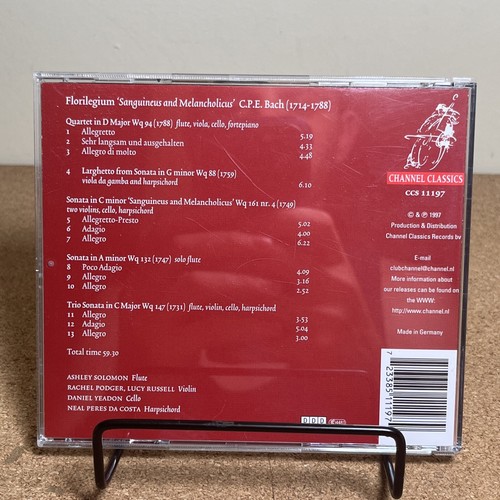 Florilegium 'Sanguineus and Melancholicus' C.P.E. Bach (1714-1788)
Quartet in D Major Wq 94 (1788) flute, viola, cello, fortepiano
1 Allegretto 5.19
2 Sehr langsam und ausgehalten 4.33
3 Allegro di molto 4.48
4 Larghetto from Sonata in G minor Wq 88 (1759)
viola da gamba and harpsichord 6.10
Sonata in C minor 'Sanguineus and Melancholicus' Wq 161 nr. 4 (1749)
two violins, cello, harpsichord
5 Allegretto-Presto 5.02
6 Adagio 4.00
7 Allegro 6.22
Sonata in A minor Wq 132 (1747) solo flute
8 Poco Adagio 4.09
9 Allegro 3.16
10 Allegro 2.52
Trio Sonata in C Major Wq 147 (1731) flute, violin, cello, harpsichord
11 Allegro 3.53
12 Adagio 5.04
13 Allegro 3.00
Total time 59.30
ASHLEY SOLOMON Flute
RACHEL PODGER, LUCY RUSSELL Violin
DANIEL YEADON Cello
NEAL PERES DA COSTA Harpsichord
CHANNEL CLASSICS
CCS 11197
© & ℗ 1997
Production & Distribution
Channel Classics Records bv
E-mail
clubchannel@channel.nl
More information about
our releases can be found on
the WWW:
http://www.channel.nl
Made in Germany
7 23385 11197
DDD